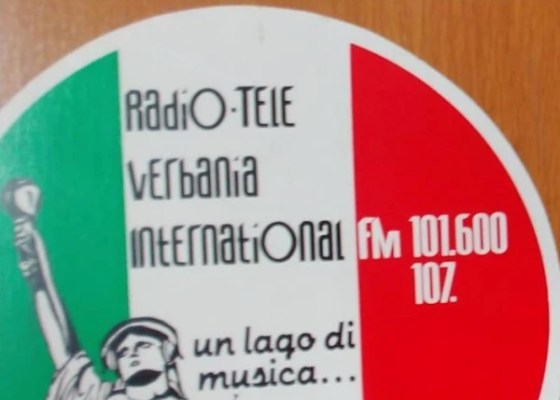 Radio·TELE
Verbania
International FM 101.600
107.
un lago di
musica...